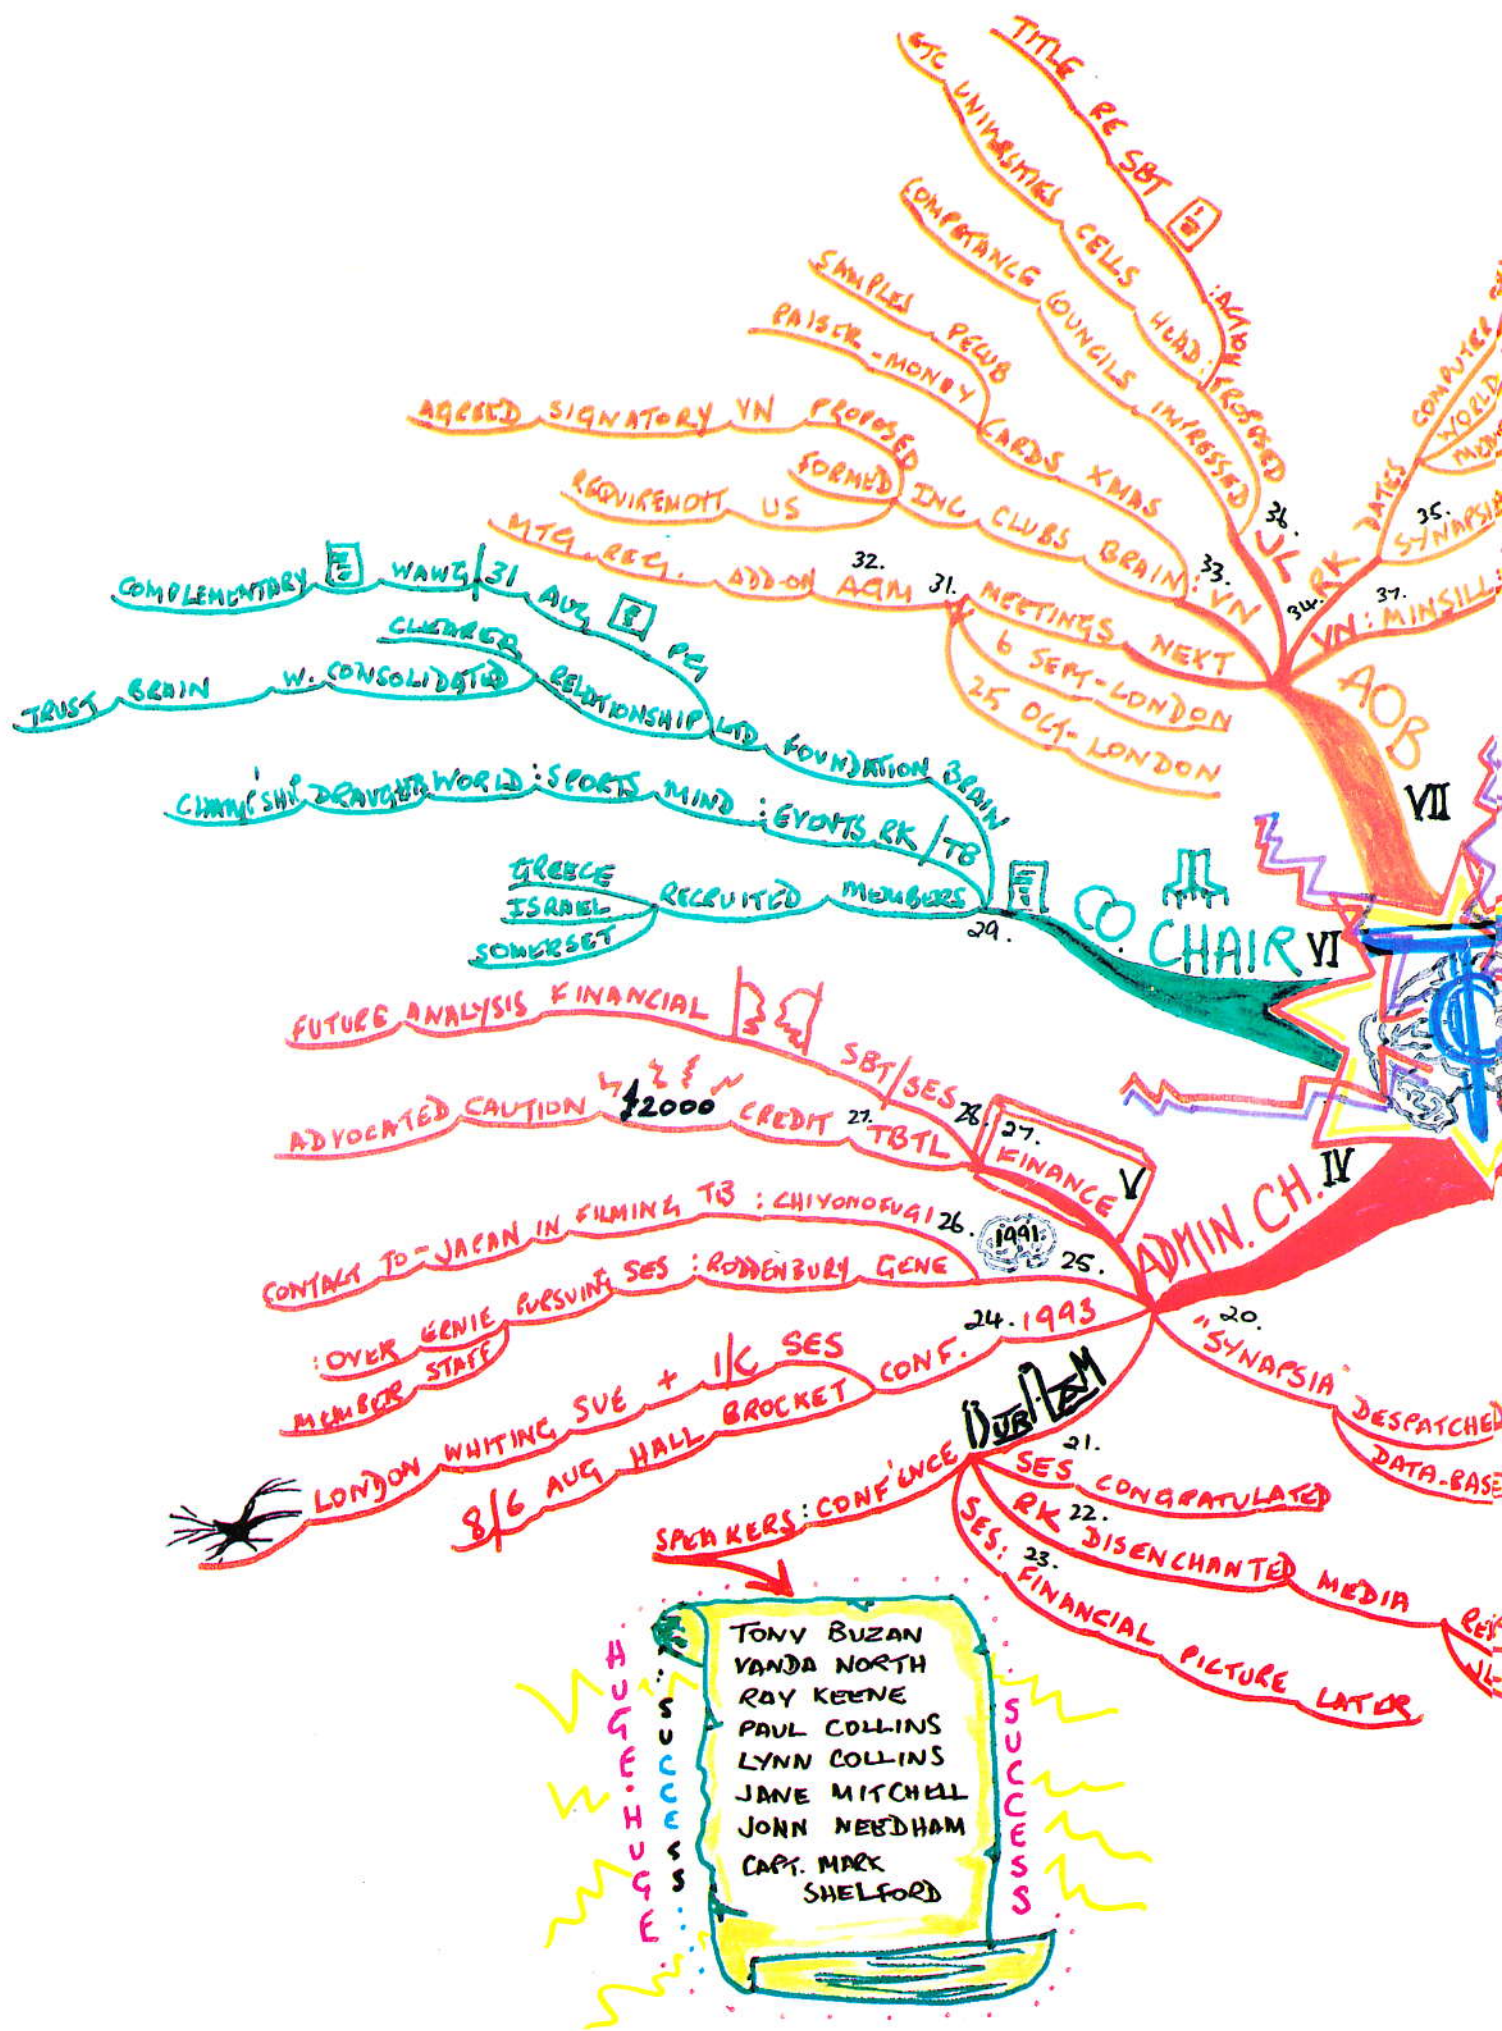 TITLE RE SBT :ACTION
ETC UNIVERSITIES CELLS HEAD: PROPOSED
COMPETANCE COUNCILS IMPRESSED
36.
JL
SAMPLES PECUB
RAISER - MONEY CARDS XMAS
AGREED SIGNATORY VN PROPOSED
FORMED INC CLUBS BRAIN : VN
33.
REQUIREMENT US
MTG. REG. ADD-ON AGM 31. MEETINGS NEXT
32.
6 SEPT - LONDON
25 OCT - LONDON
34. RK DATES COMPUTER
WORLD
35.
SYNAPSIA
37.
VN: MINSILL:
AOB
VII
COMPLEMENTARY WAWG/31 AUG PG
CLEARED
TRUST BRAIN W. CONSOLIDATED RELATIONSHIP LTD FOUNDATION BRAIN
CHAMP'SHIP DRAUGHTS WORLD : SPORTS MIND : EVENTS RK/TB
GREECE
ISRAEL
SOMERSET
RECRUITED MEMBERS
29.
CHAIR VI
FUTURE ANALYSIS FINANCIAL SBT/SES 28.
ADVOCATED CAUTION £2000 CREDIT 27. TBTL
27.
FINANCE V
ADMIN. CH. IV
CONTACT TO - JAPAN IN FILMING TB : CHIYONOFUGI 26.
1991
25.
:OVER ERNIE PURSUING SES : RODDENBURY GENE
MEMBER STAFF
LONDON WHITING SUE + I/C SES
8/6 AUG HALL BROCKET CONF. 24. 1993
20.
"SYNAPSIA" DESPATCHED
DATA-BASE
DURHAM
SPEAKERS : CONF'ENCE
21.
SES CONGRATULATED
22.
RK DISENCHANTED MEDIA
23.
SES: FINANCIAL PICTURE LATER
HUGE·HUGE
:SUCCESS:
TONY BUZAN
VANDA NORTH
RAY KEENE
PAUL COLLINS
LYNN COLLINS
JANE MITCHELL
JOHN NEEDHAM
CAPT. MARK
SHELFORD
SUCCESS